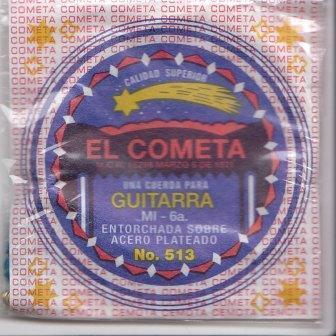 COMETA COMETA COMETA COMETA COMETA COMETA
CALIDAD SUPERIOR
EL COMETA
UNA CUERDA PARA
GUITARRA
MI - 6a.
ENTORCHADA SOBRE
ACERO PLATEADO
No. 513